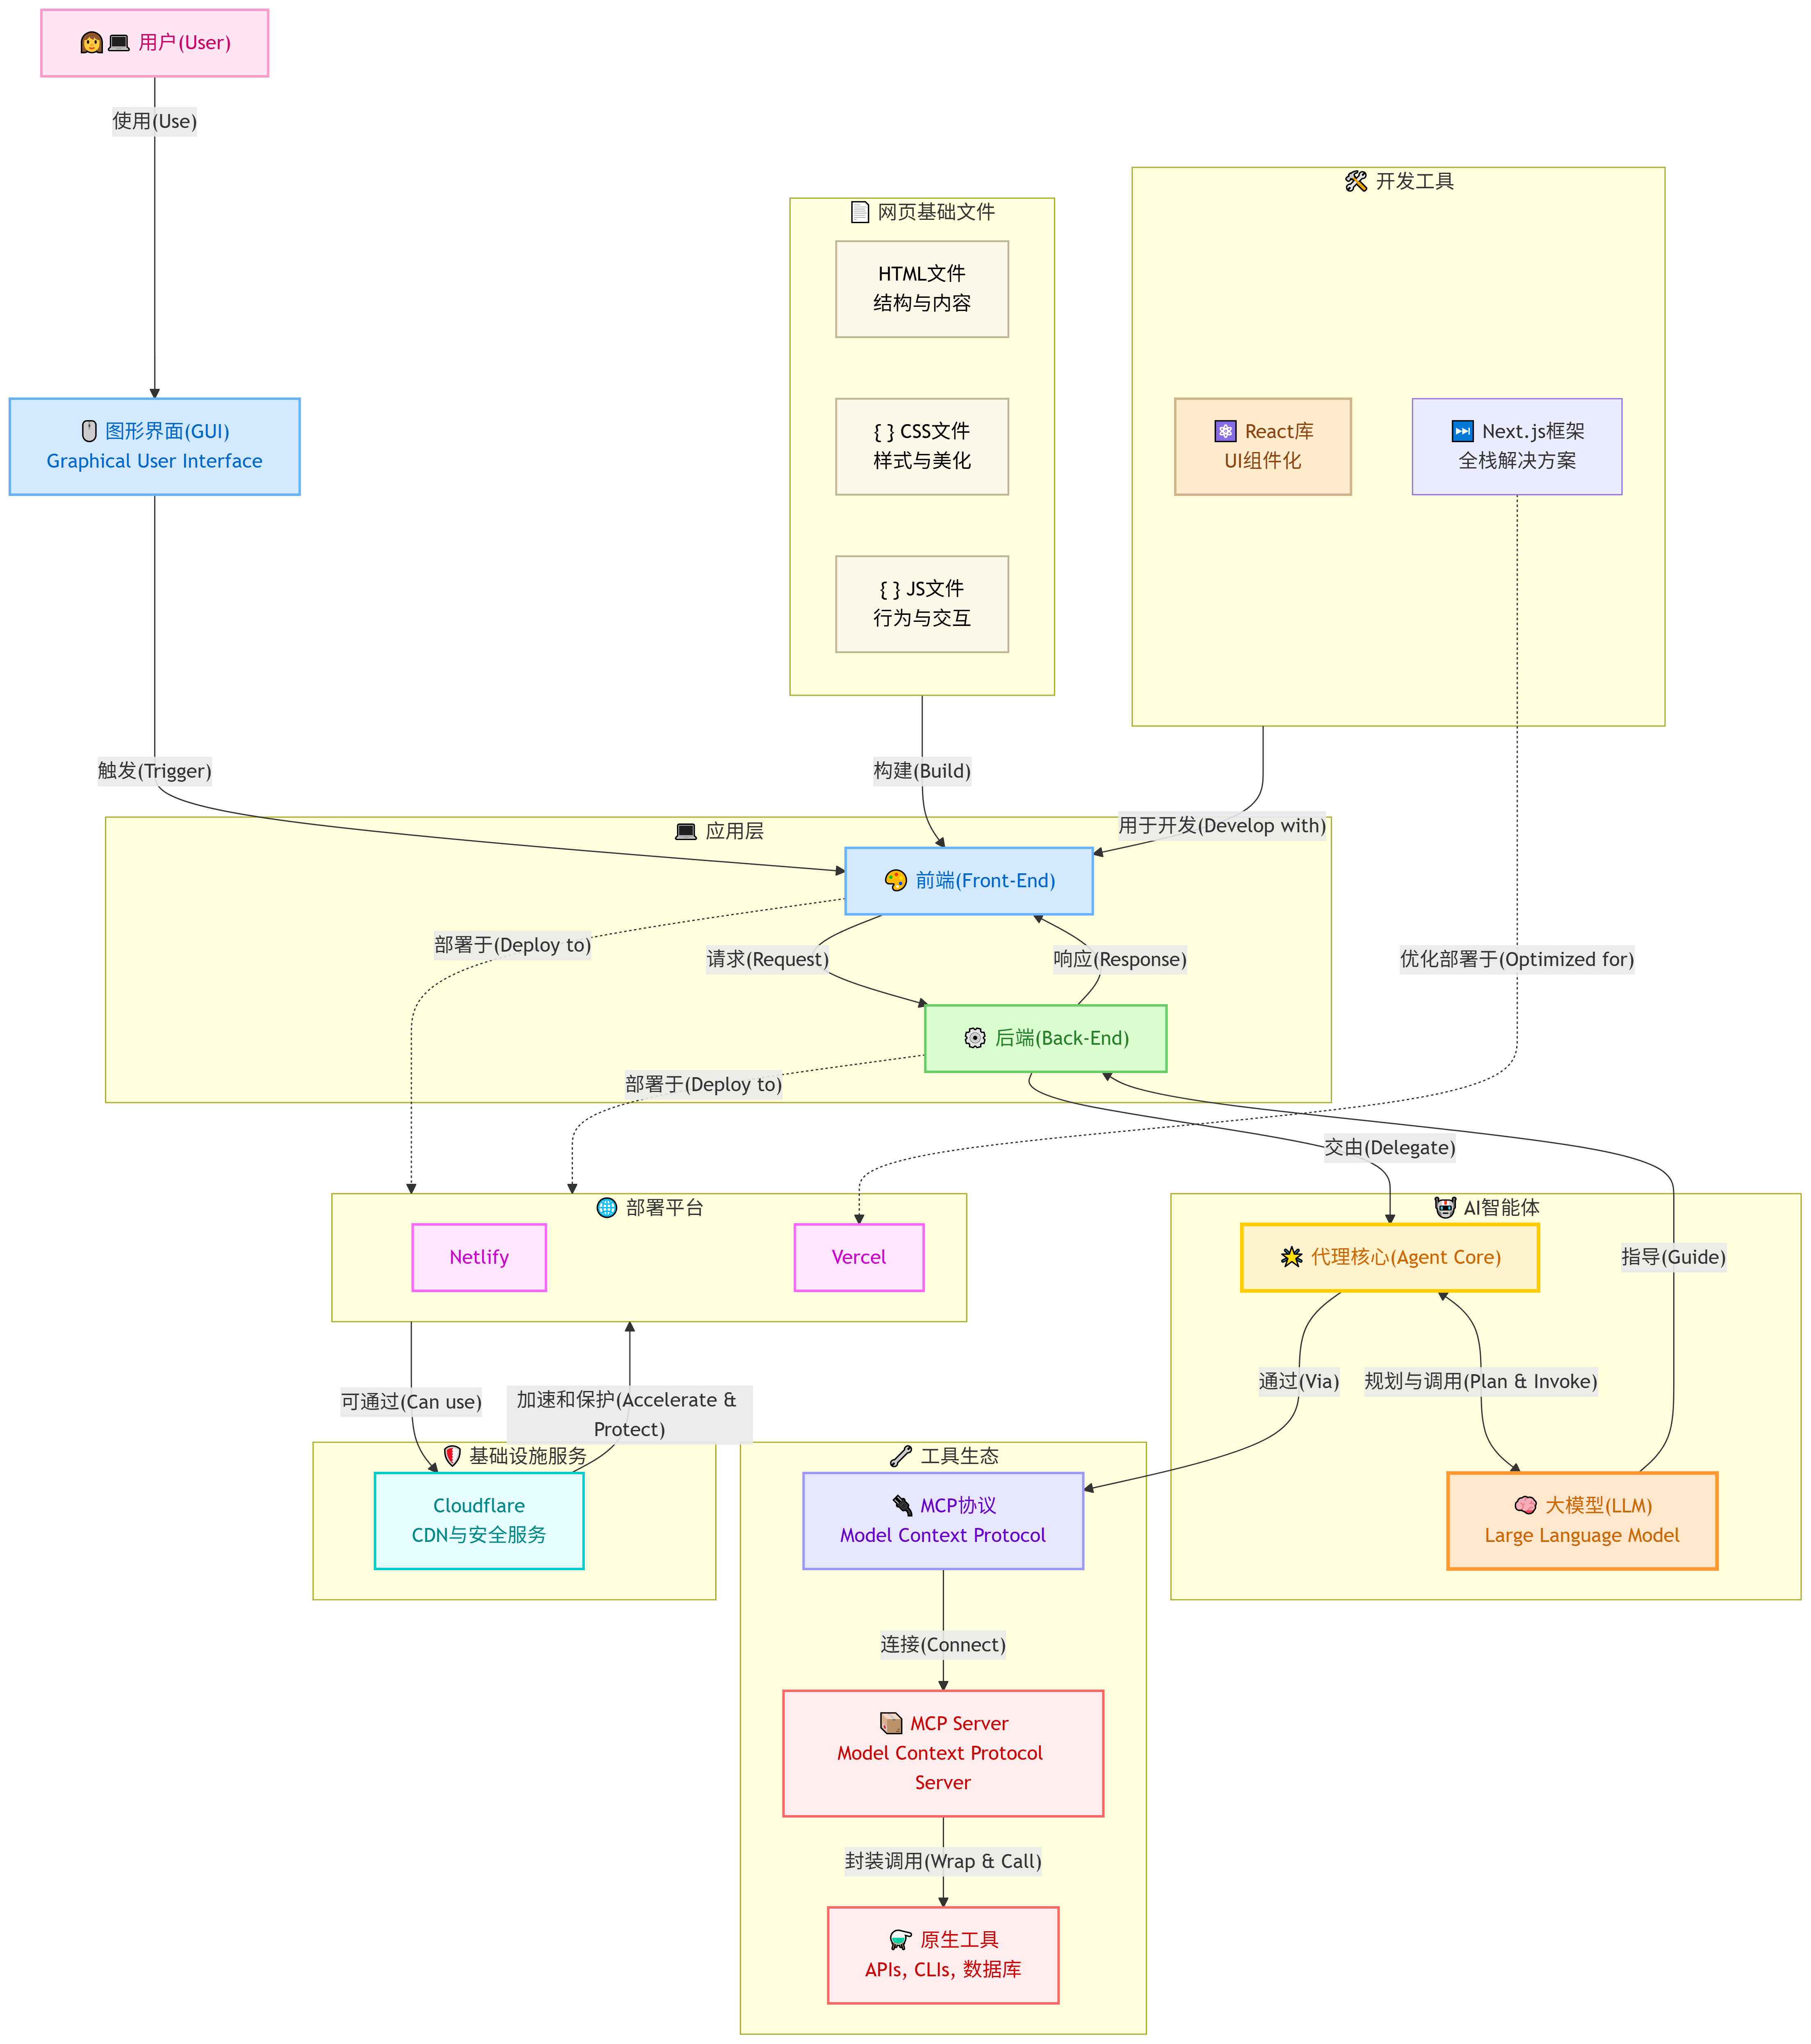 用户(User)
使用(Use)
🛠 开发工具
网页基础文件
HTML文件
结构与内容
图形界面(GUI)
Graphical User Interface
{ } CSS文件
样式与美化
React库
UI组件化
Next.js框架
全栈解决方案
{ } JS文件
行为与交互
触发(Trigger)
构建(Build)
用于开发(Develop with)
应用层
前端(Front-End)
部署于(Deploy to)
请求(Request)
响应(Response)
优化部署于(Optimized for)
后端(Back-End)
部署于(Deploy to)
交由(Delegate)
部署平台
Netlify
Vercel
AI智能体
代理核心(Agent Core)
指导(Guide)
可通过(Can use)
加速和保护(Accelerate &
Protect)
通过(Via)
规划与调用(Plan & Invoke)
基础设施服务
Cloudflare
CDN与安全服务
工具生态
MCP协议
Model Context Protocol
大模型(LLM)
Large Language Model
连接(Connect)
MCP Server
Model Context Protocol
Server
封装调用(Wrap & Call)
原生工具
APIs, CLIs, 数据库